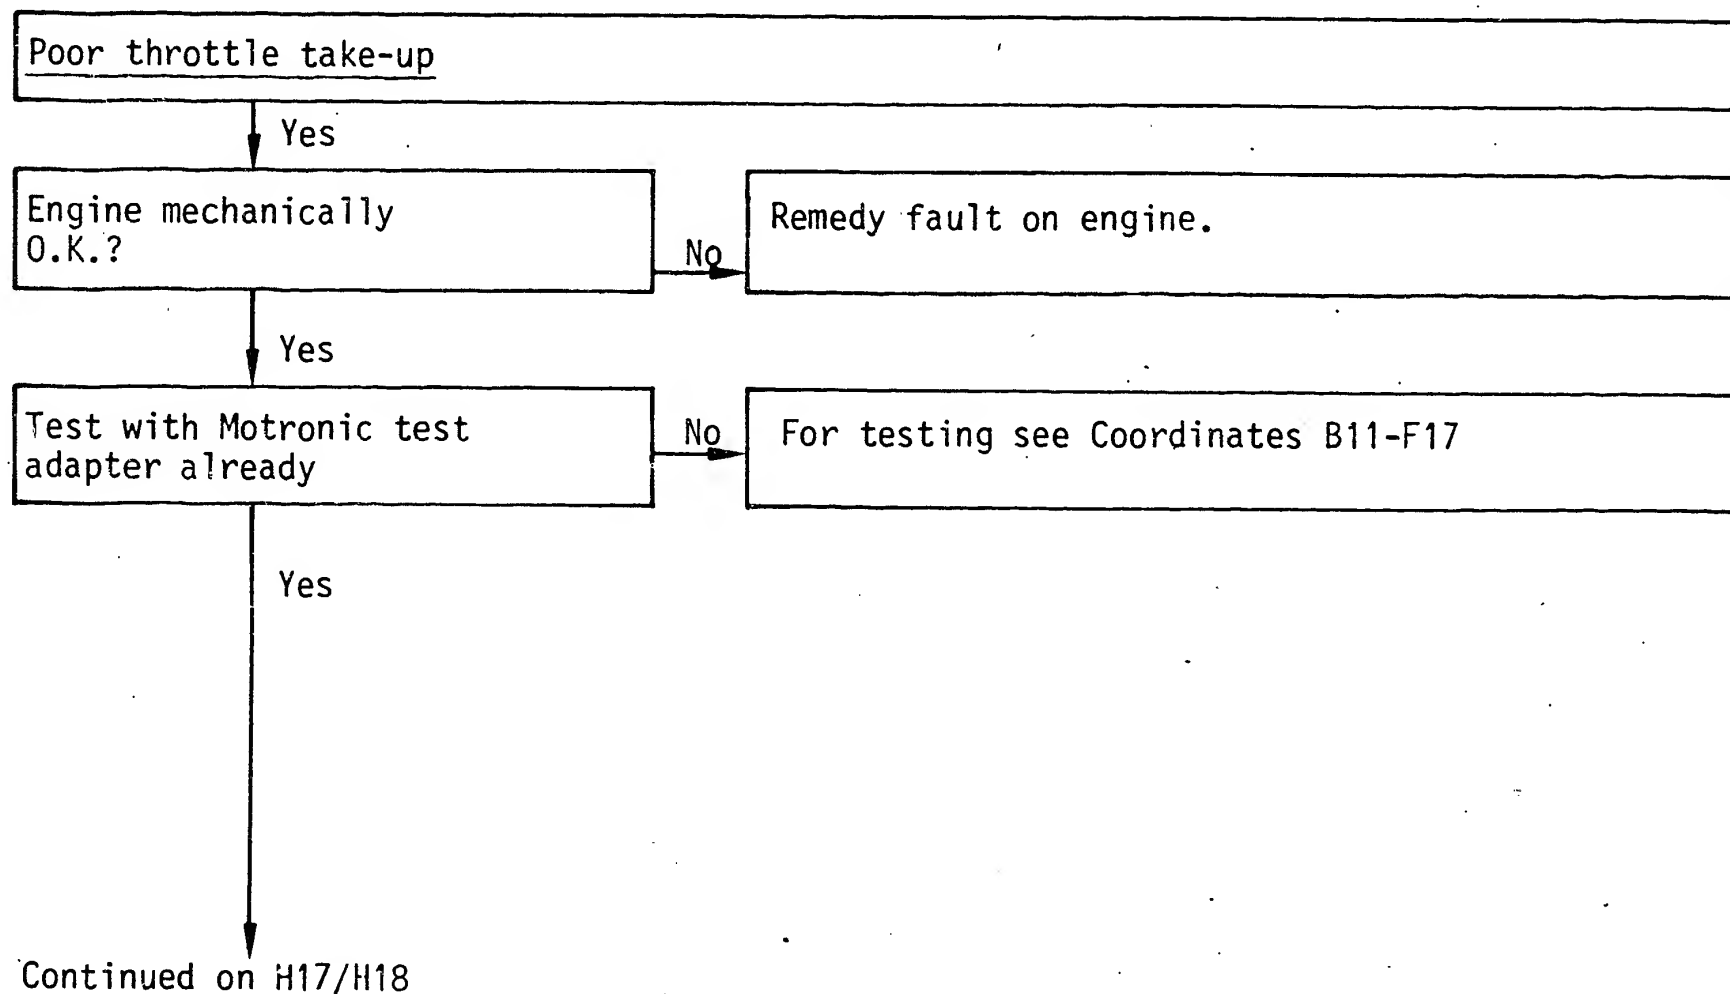 Poor throttle take-up
Yes
Engine mechanically
O.K.?
No
Remedy fault on engine.
Yes
Test with Motronic test
adapter already
No
For testing see Coordinates B11-F17
Yes
Continued on H17/H18